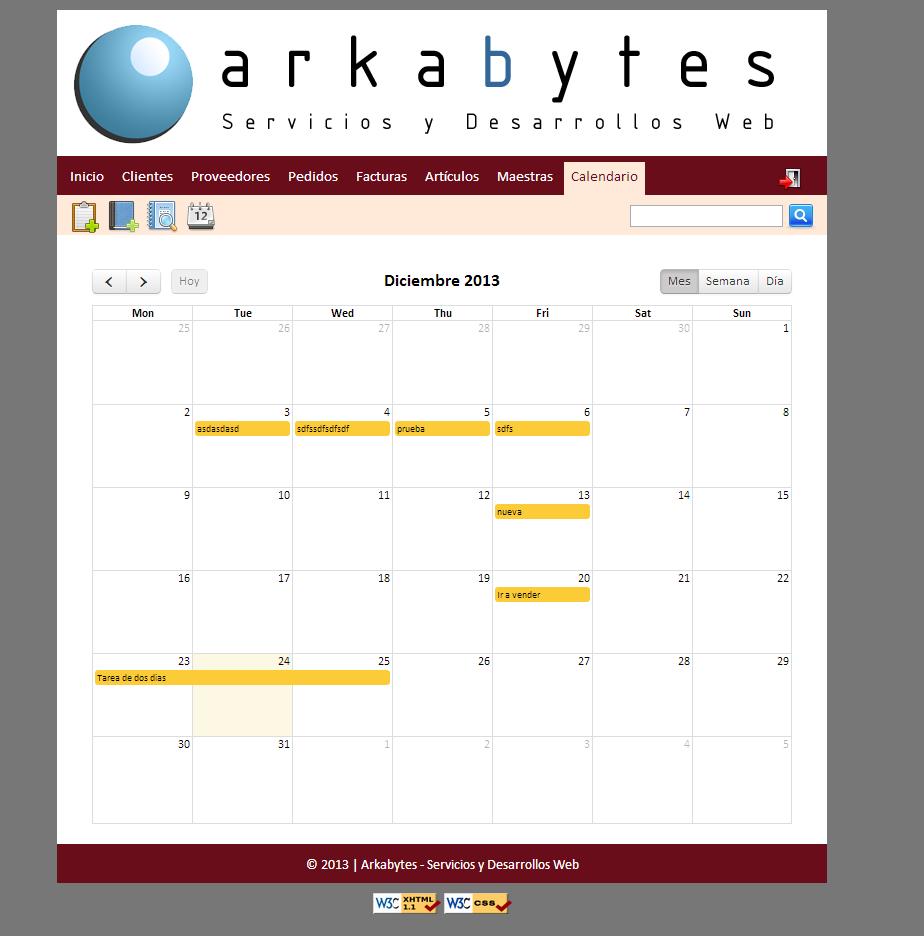 arkabytes
Servicios y Desarrollos Web
Inicio Clientes Proveedores Pedidos Facturas Artículos Maestras Calendario
12
Hoy Diciembre 2013 Mes Semana Día
Mon Tue Wed Thu Fri Sat Sun
25 26 27 28 29 30 1
2 3 4 5 6 7 8
asdasdasd sdfssdfsdfsdf prueba sdfs
9 10 11 12 13 14 15
nueva
16 17 18 19 20 21 22
Ir a vender
23 24 25 26 27 28 29
Tarea de dos dias
30 31 1 2 3 4 5
© 2013 | Arkabytes - Servicios y Desarrollos Web
W3C XHTML 1.1 W3C css